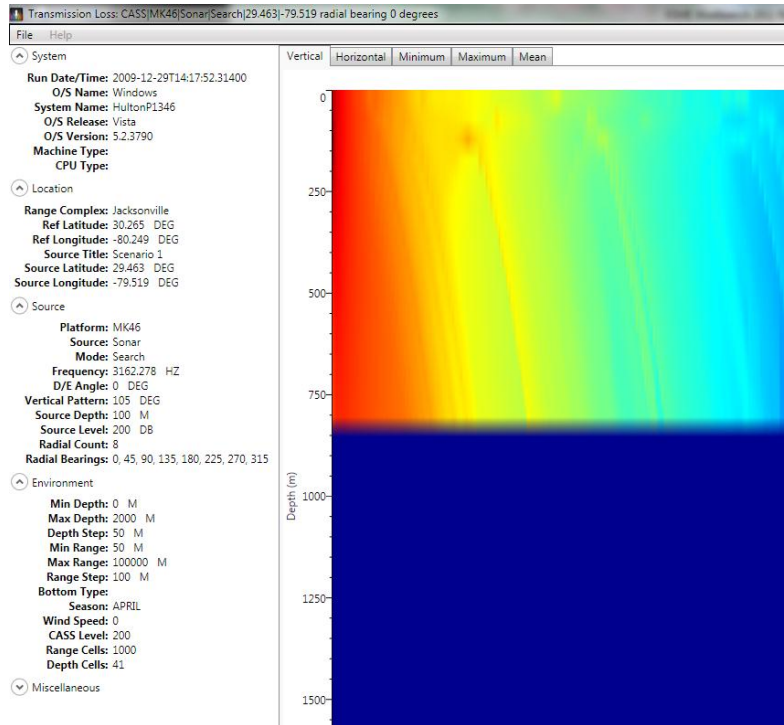 Transmission Loss: CASS|MK46|Sonar|Search|29.463|-79.519 radial bearing 0 degrees
File Help
System
Run Date/Time: 2009-12-29T14:17:52.31400
O/S Name: Windows
System Name: HultonP1346
O/S Release: Vista
O/S Version: 5.2.3790
Machine Type:
CPU Type:
Location
Range Complex: Jacksonville
Ref Latitude: 30.265 DEG
Ref Longitude: -80.249 DEG
Source Title: Scenario 1
Source Latitude: 29.463 DEG
Source Longitude: -79.519 DEG
Source
Platform: MK46
Source: Sonar
Mode: Search
Frequency: 3162.278 HZ
D/E Angle: 0 DEG
Vertical Pattern: 105 DEG
Source Depth: 100 M
Source Level: 200 DB
Radial Count: 8
Radial Bearings: 0, 45, 90, 135, 180, 225, 270, 315
Environment
Min Depth: 0 M
Max Depth: 2000 M
Depth Step: 50 M
Min Range: 50 M
Max Range: 100000 M
Range Step: 100 M
Bottom Type:
Season: APRIL
Wind Speed: 0
CASS Level: 200
Range Cells: 1000
Depth Cells: 41
Miscellaneous
Vertical Horizontal Minimum Maximum Mean
0
250
500
750
1000
1250
1500
Depth (m)